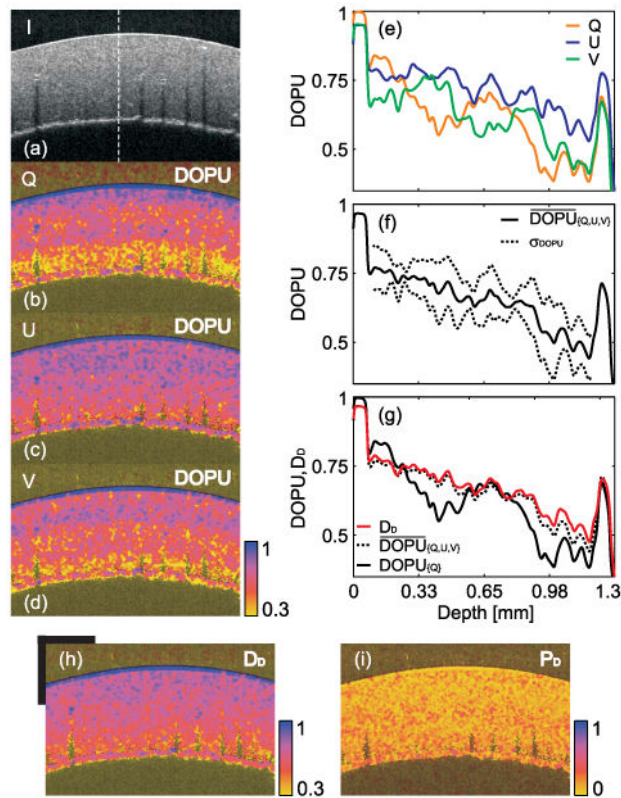 I
(a)
Q DOPU
(b)
U DOPU
(c)
V DOPU
(d)
1
0.3
(e)
Q
U
V
DOPU
1
0.75
0.5
(f)
DOPU{Q,U,V}
σDOPU
DOPU
1
0.75
0.5
(g)
DD
DOPU{Q,U,V}
DOPU{Q}
DOPU, DD
1
0.75
0.5
0 0.33 0.65 0.98 1.3
Depth [mm]
(h) DD
1
0.3
(i) PD
1
0